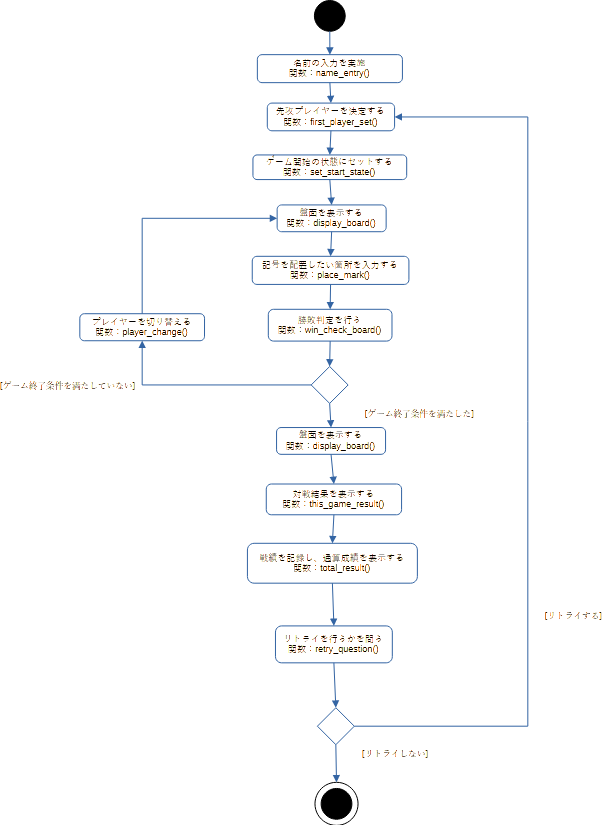 名前の入力を実施
関数：name_entry()
先攻プレイヤーを決定する
関数：first_player_set()
ゲーム開始の状態にセットする
関数：set_start_state()
盤面を表示する
関数：display_board()
記号を配置したい箇所を入力する
関数：place_mark()
勝敗判定を行う
関数：win_check_board()
プレイヤーを切り替える
関数：player_change()
[ゲーム終了条件を満たしていない]
[ゲーム終了条件を満たした]
盤面を表示する
関数：display_board()
対戦結果を表示する
関数：this_game_result()
戦績を記録し、通算成績を表示する
関数：total_result()
[リトライする]
リトライを行うかを問う
関数：retry_question()
[リトライしない]